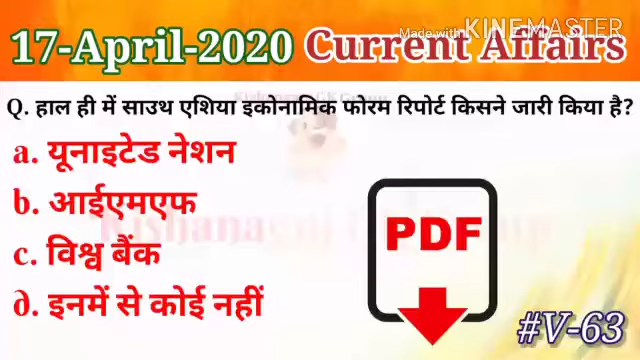 Made with KINEMASTER
17-April-2020 Current Affairs
Q. हाल ही में साउथ एशिया इकोनामिक फोरम रिपोर्ट किसने जारी किया है?
a. यूनाइटेड नेशन
b. आईएमएफ
c. विश्व बैंक
d. इनमें से कोई नहीं
PDF
#V-63